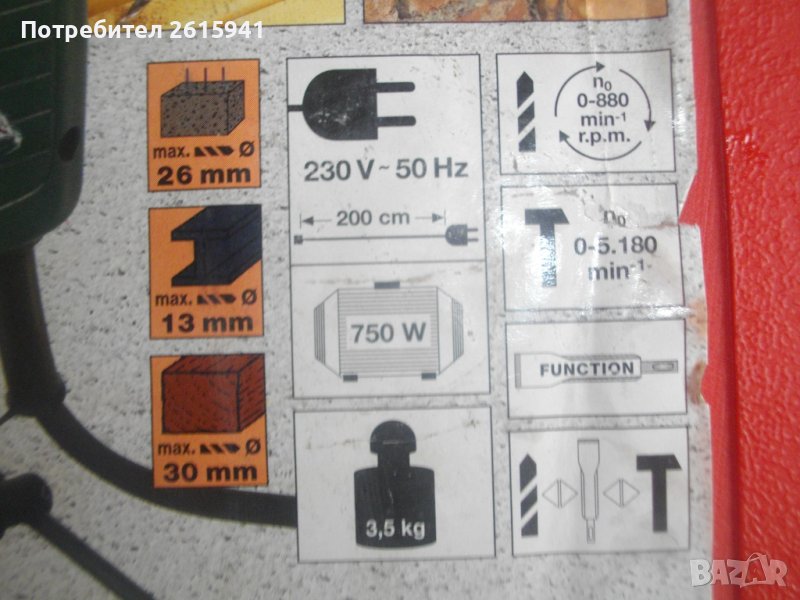 Потребител 2615941
max. Ø
26 mm
max. Ø
13 mm
max. Ø
30 mm
230 V ~ 50 Hz
200 cm
750 W
3,5 kg
n₀
0-880
min⁻¹
r.p.m.
n₀
0-5.180
min⁻¹
FUNCTION
BAZAR